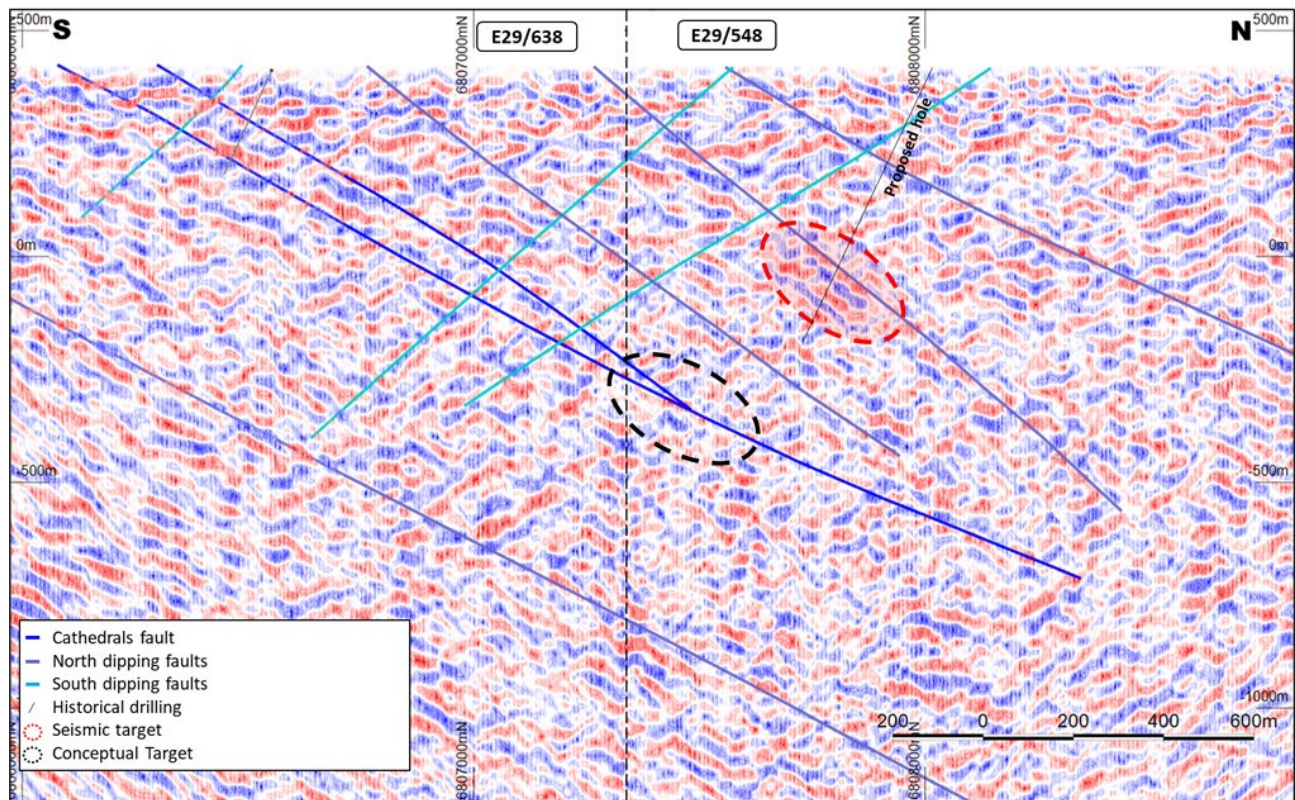 500m
S
E29/638
E29/548
N
500m
6807000mN
6808000mN
Proposed hole
0m
0m
-500m
-500m
Cathedrals fault
North dipping faults
South dipping faults
Historical drilling
Seismic target
Conceptual Target
-1000m
200 0 200 400 600m
6807000mN
6808000mN